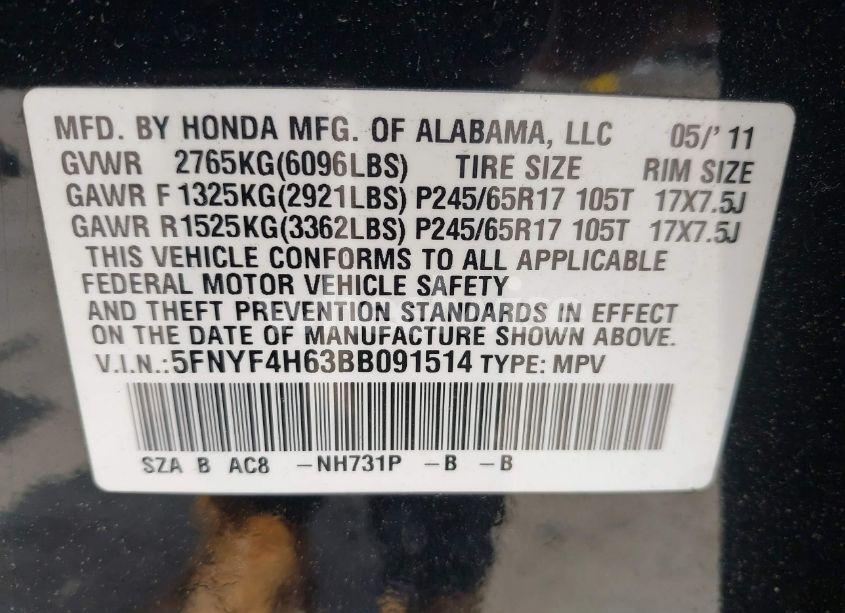 MFD. BY HONDA MFG. OF ALABAMA, LLC 05/'11
GVWR 2765KG(6096LBS) TIRE SIZE RIM SIZE
GAWR F 1325KG(2921LBS) P245/65R17 105T 17X7.5J
GAWR R1525KG(3362LBS) P245/65R17 105T 17X7.5J
THIS VEHICLE CONFORMS TO ALL APPLICABLE
FEDERAL MOTOR VEHICLE SAFETY
AND THEFT PREVENTION STANDARDS IN EFFECT
ON THE DATE OF MANUFACTURE SHOWN ABOVE.
V.I.N.:5FNYF4H63BB091514 TYPE: MPV
SZA B AC8 -NH731P -B -B